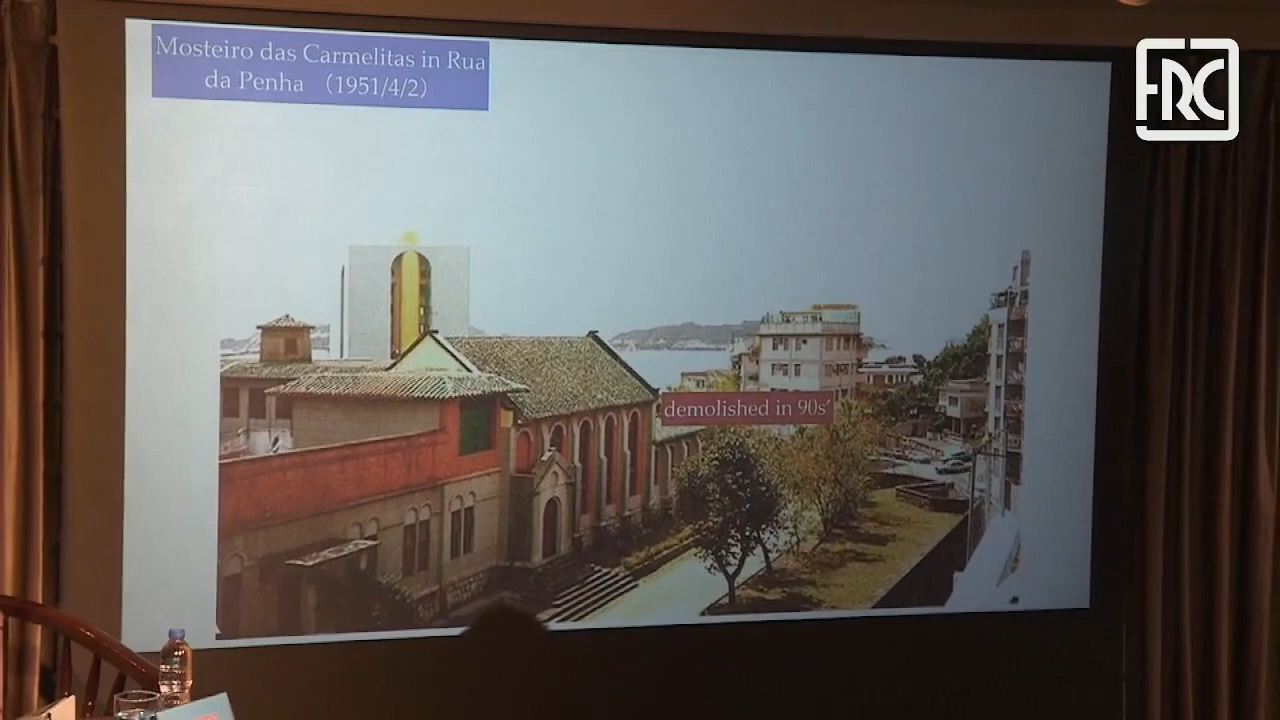 Mosteiro das Carmelitas in Rua
da Penha （1951/4/2）
FRC
demolished in 90s’